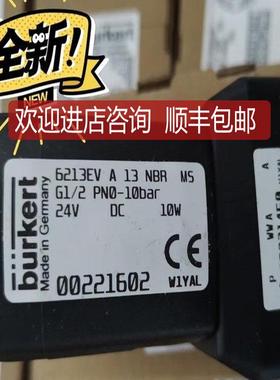 全新!
NEW
欢迎进店咨询 顺丰包邮
burkert
Made in Germany
6213EV A 13 NBR MS
G1/2 PN0-10bar
24V DC 10W
00221602
CE
W1YAL